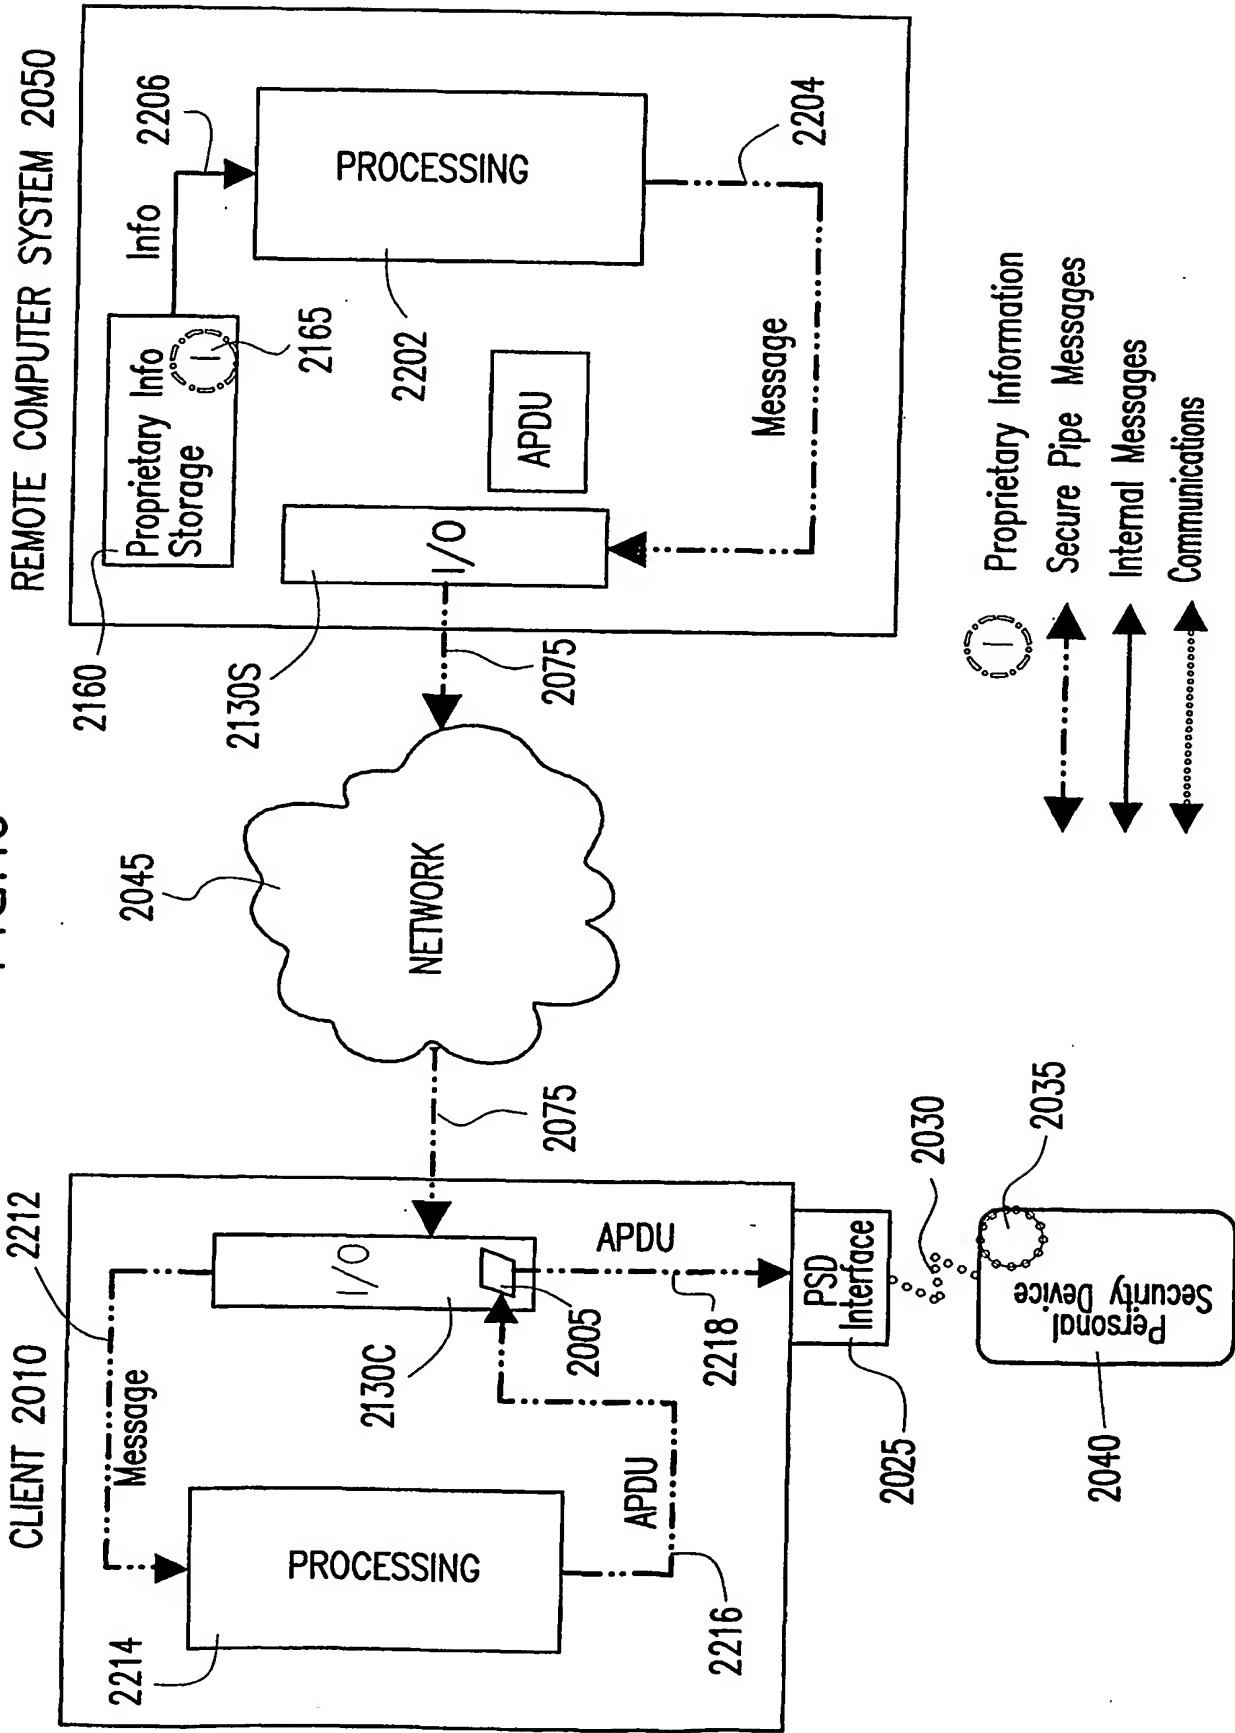 CLIENT 2010
2212
Message
2214
PROCESSING
I/O
2130C
2005
APDU
2216
APDU
2218
PSD
Interface
2025
2030
2035
Personal
Security Device
2040
2075
2045
NETWORK
2075
REMOTE COMPUTER SYSTEM 2050
2160
Proprietary Info
Storage
I
2165
Info
2206
PROCESSING
2202
2130S
I/O
APDU
Message
2204
I
Proprietary Information
Secure Pipe Messages
Internal Messages
Communications